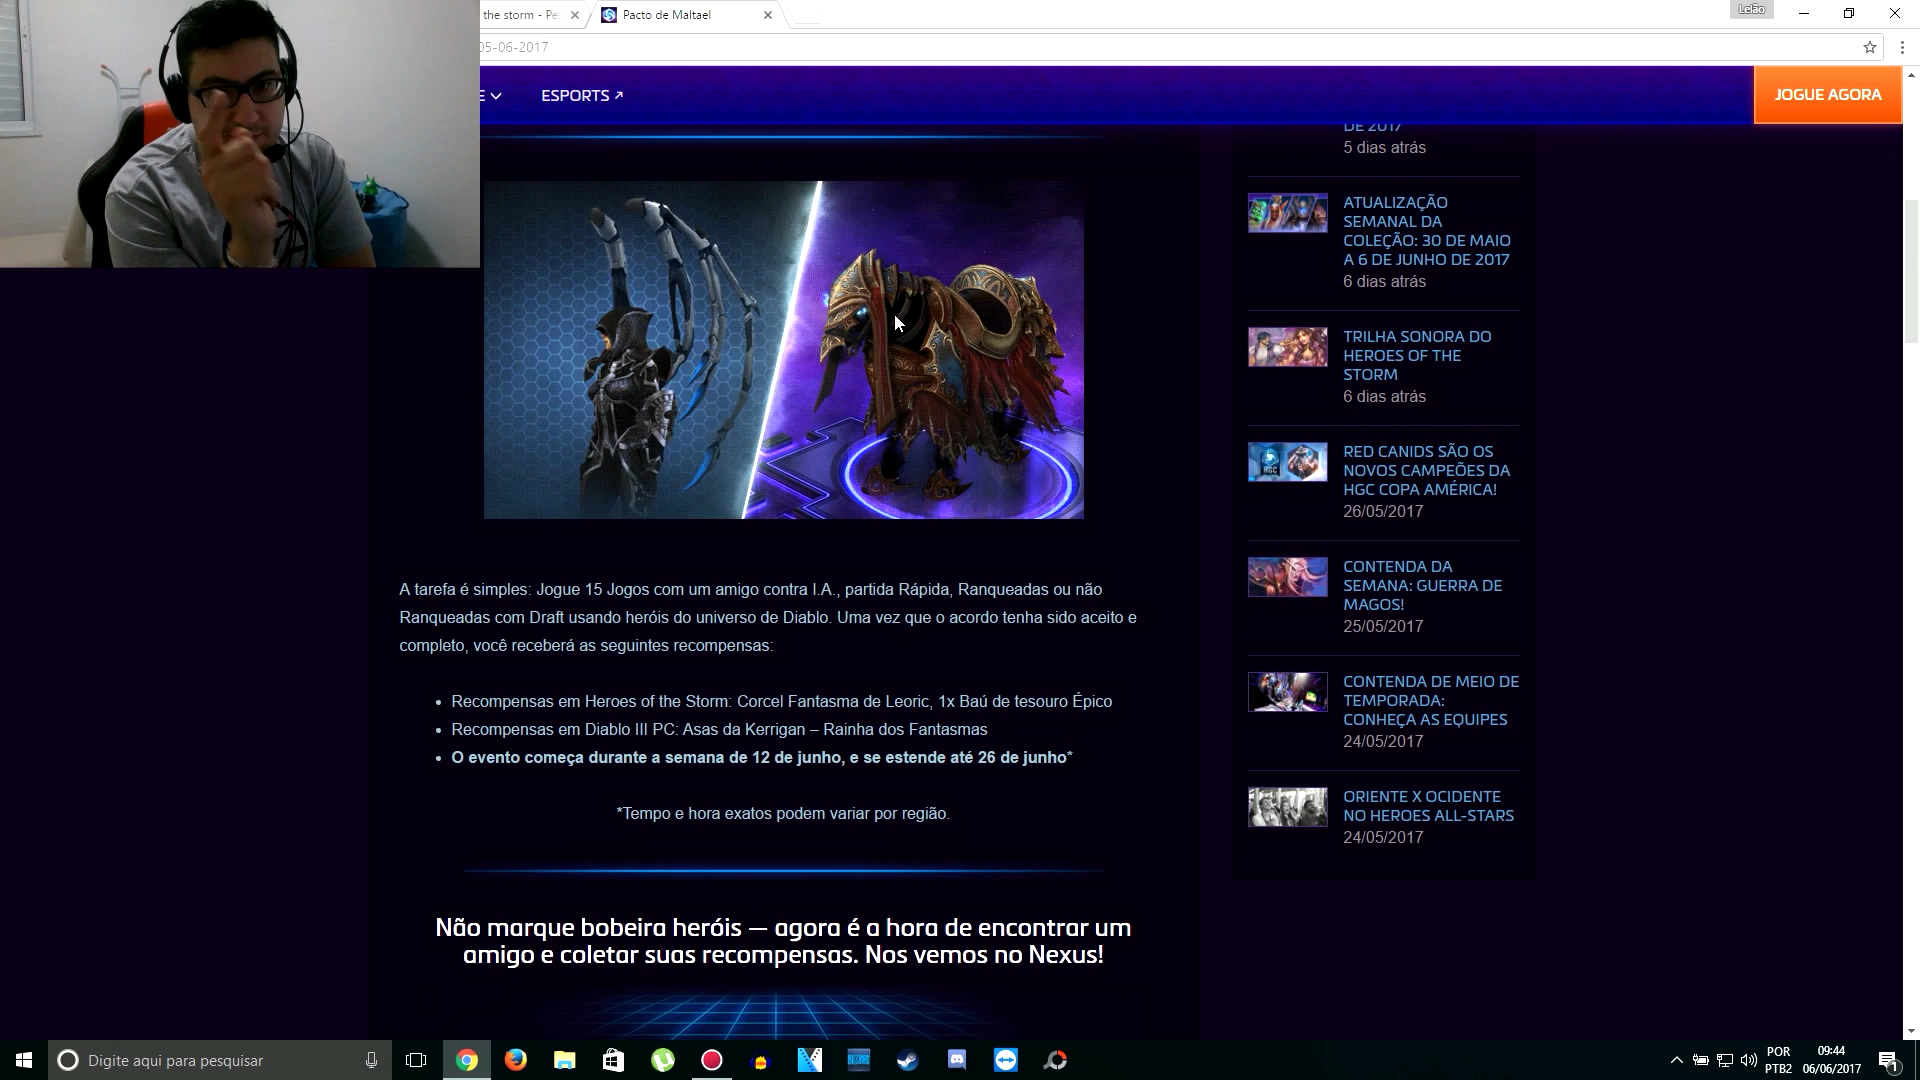 the storm - Pe
Pacto de Maltael
Leião
05-06-2017
E
ESPORTS
JOGUE AGORA
DE 2017
5 dias atrás
ATUALIZAÇÃO
SEMANAL DA
COLEÇÃO: 30 DE MAIO
A 6 DE JUNHO DE 2017
6 dias atrás
TRILHA SONORA DO
HEROES OF THE
STORM
6 dias atrás
RED CANIDS SÃO OS
NOVOS CAMPEÕES DA
HGC COPA AMÉRICA!
26/05/2017
CONTENDA DA
SEMANA: GUERRA DE
MAGOS!
25/05/2017
CONTENDA DE MEIO DE
TEMPORADA:
CONHEÇA AS EQUIPES
24/05/2017
ORIENTE X OCIDENTE
NO HEROES ALL-STARS
24/05/2017
A tarefa é simples: Jogue 15 Jogos com um amigo contra I.A., partida Rápida, Ranqueadas ou não
Ranqueadas com Draft usando heróis do universo de Diablo. Uma vez que o acordo tenha sido aceito e
completo, você receberá as seguintes recompensas:
Recompensas em Heroes of the Storm: Corcel Fantasma de Leoric, 1x Baú de tesouro Épico
Recompensas em Diablo III PC: Asas da Kerrigan – Rainha dos Fantasmas
O evento começa durante a semana de 12 de junho, e se estende até 26 de junho*
*Tempo e hora exatos podem variar por região.
Não marque bobeira heróis — agora é a hora de encontrar um
amigo e coletar suas recompensas. Nos vemos no Nexus!
Digite aqui para pesquisar
POR
PTB2
09:44
06/06/2017
1